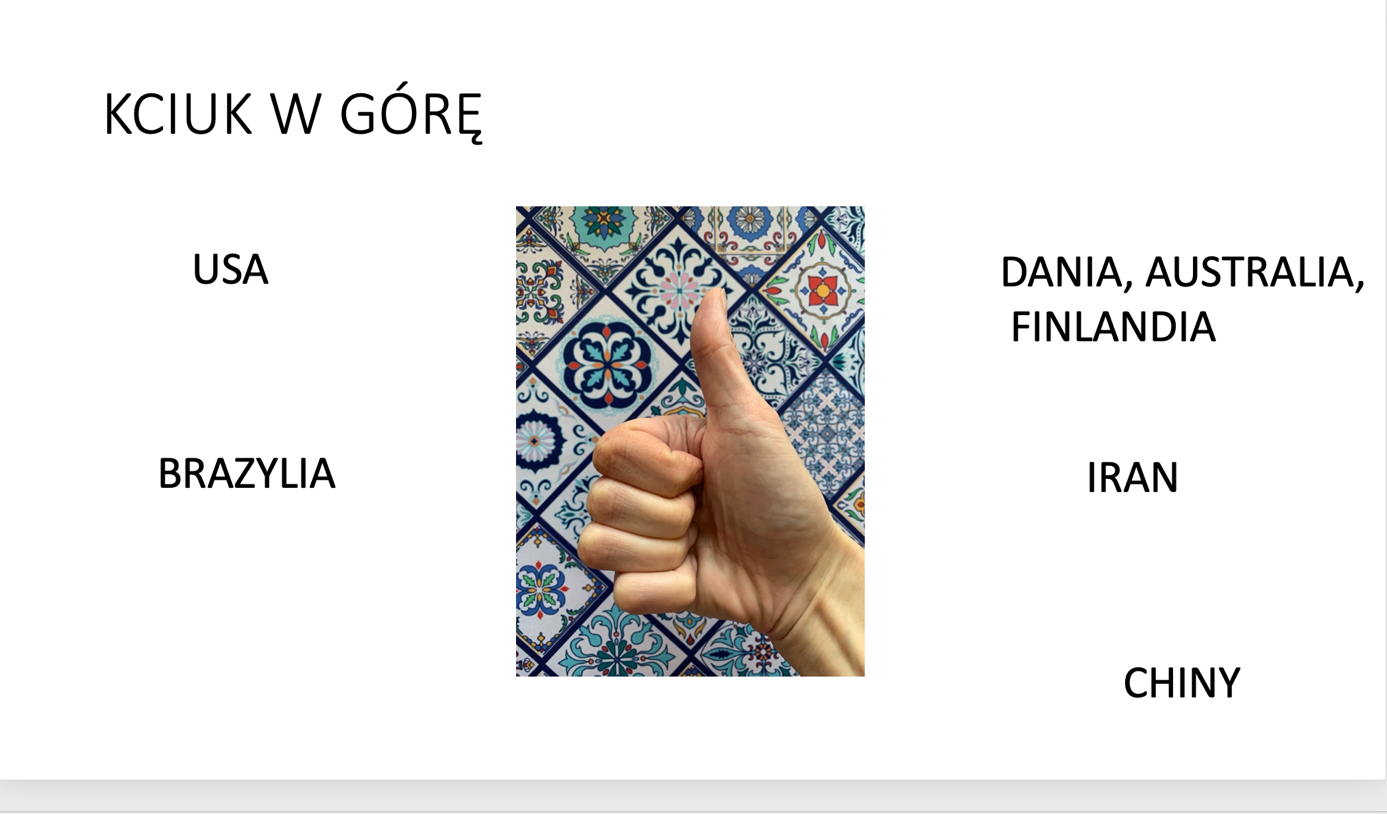 KCIUK W GÓRĘ
USA
DANIA, AUSTRALIA,
FINLANDIA
BRAZYLIA
IRAN
CHINY